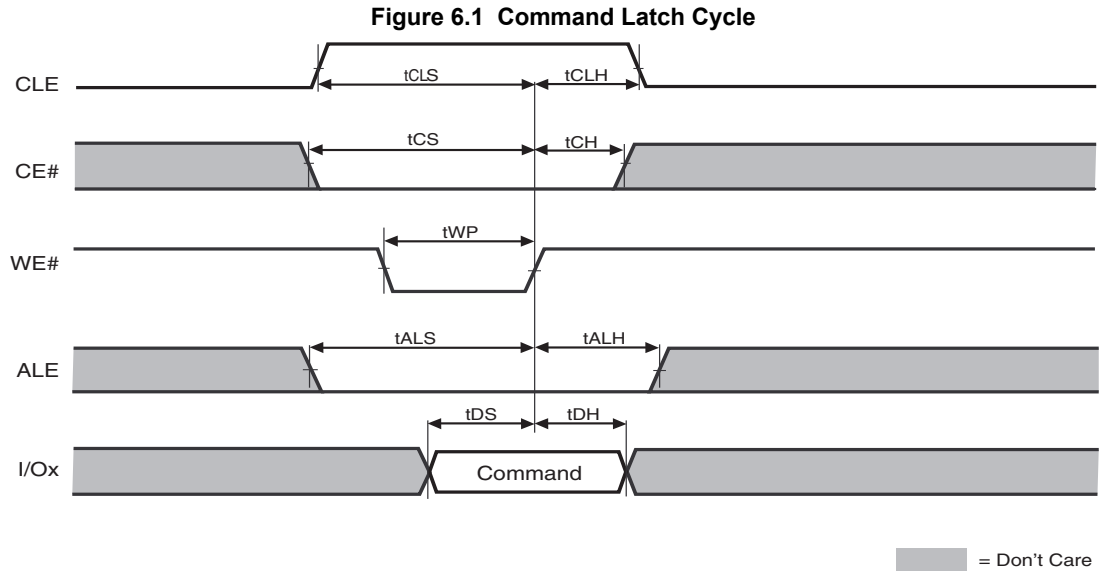 Figure 6.1 Command Latch Cycle
CLE
tCLS
tCLH
CE#
tCS
tCH
WE#
tWP
ALE
tALS
tALH
I/Ox
tDS
tDH
Command
= Don't Care